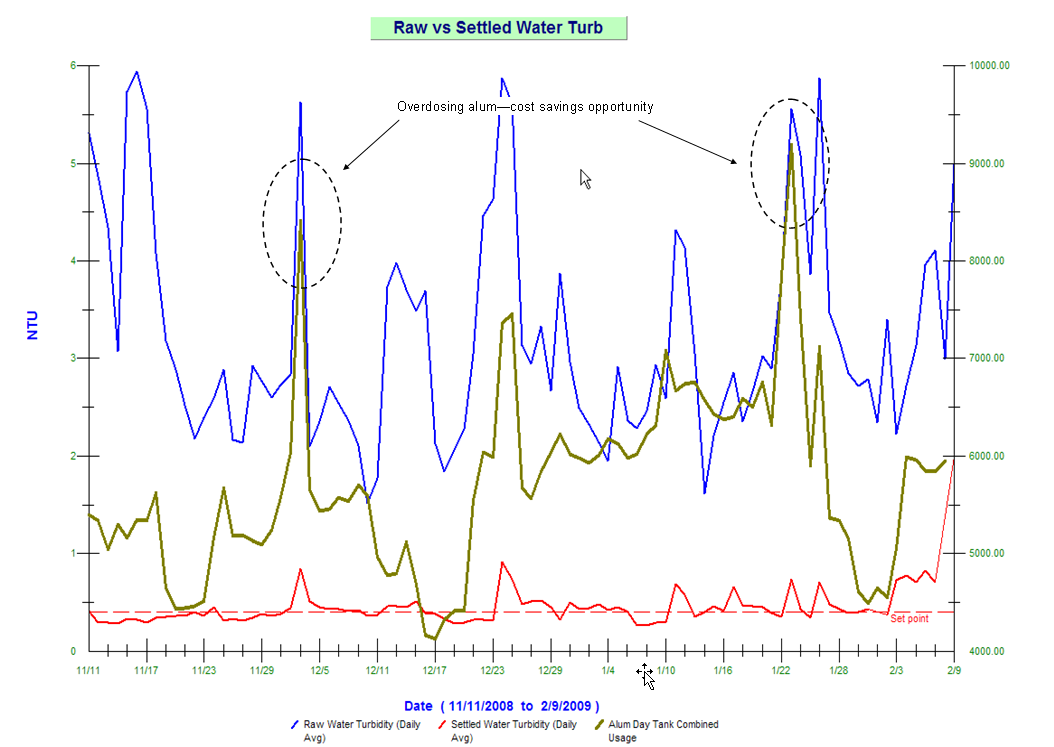 Raw vs Settled Water Turb
6
10000.00
Overdosing alum—cost savings opportunity
5
9000.00
4
8000.00
NTU
3
7000.00
2
6000.00
1
5000.00
Set point
0
4000.00
11/11
11/17
11/23
11/29
12/5
12/11
12/17
12/23
12/29
1/4
1/10
1/16
1/22
1/28
2/3
2/9
Date ( 11/11/2008 to 2/9/2009 )
Raw Water Turbidity (Daily
Avg)
Settled Water Turbidity (Daily
Avg)
Alum Day Tank Combined
Usage